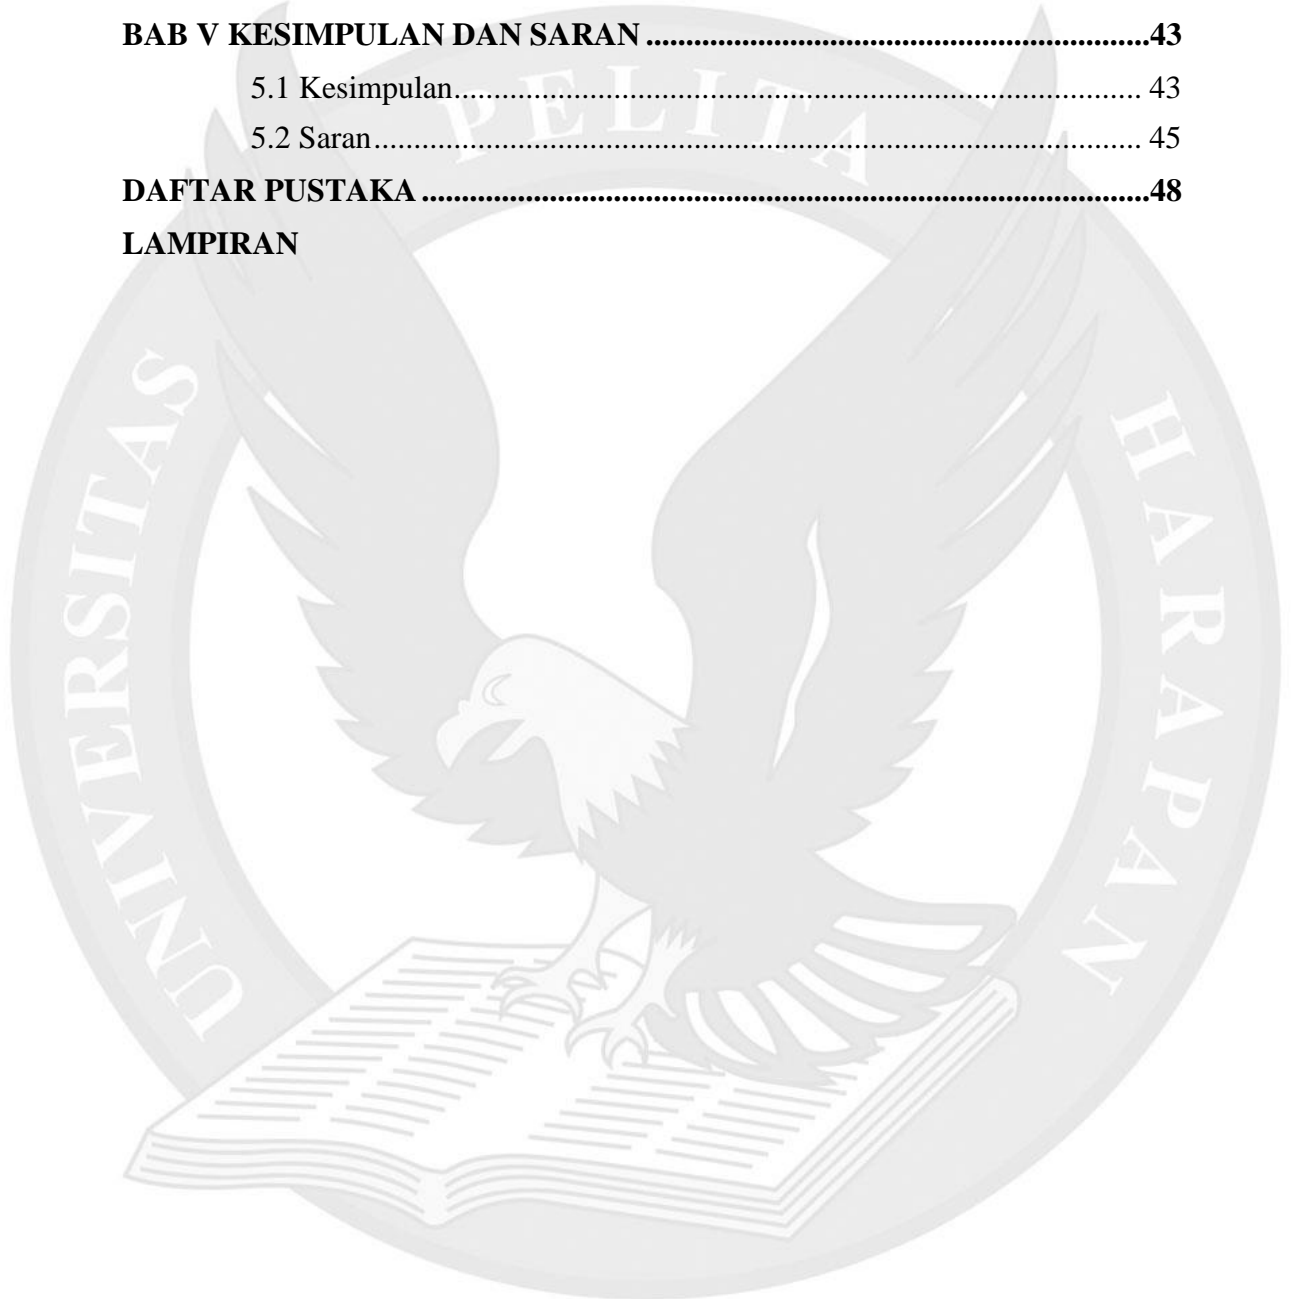 BAB V KESIMPULAN DAN SARAN ................................................................43
5.1 Kesimpulan...................................................................................... 43
5.2 Saran................................................................................................ 45
DAFTAR PUSTAKA ...........................................................................................48
LAMPIRAN
UNIVERSITAS PELITA HARAPAN